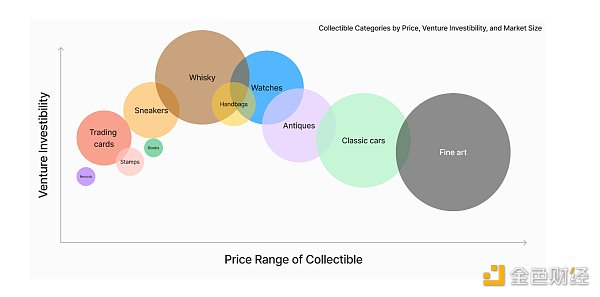 Collectible Categories by Price, Venture Investibility, and Market Size
Venture Investibility
Whisky
Watches
Handbags
Sneakers
Antiques
Trading
cards
Classic cars
Books
Fine art
Stamps
Records
Price Range of Collectible
金色财经